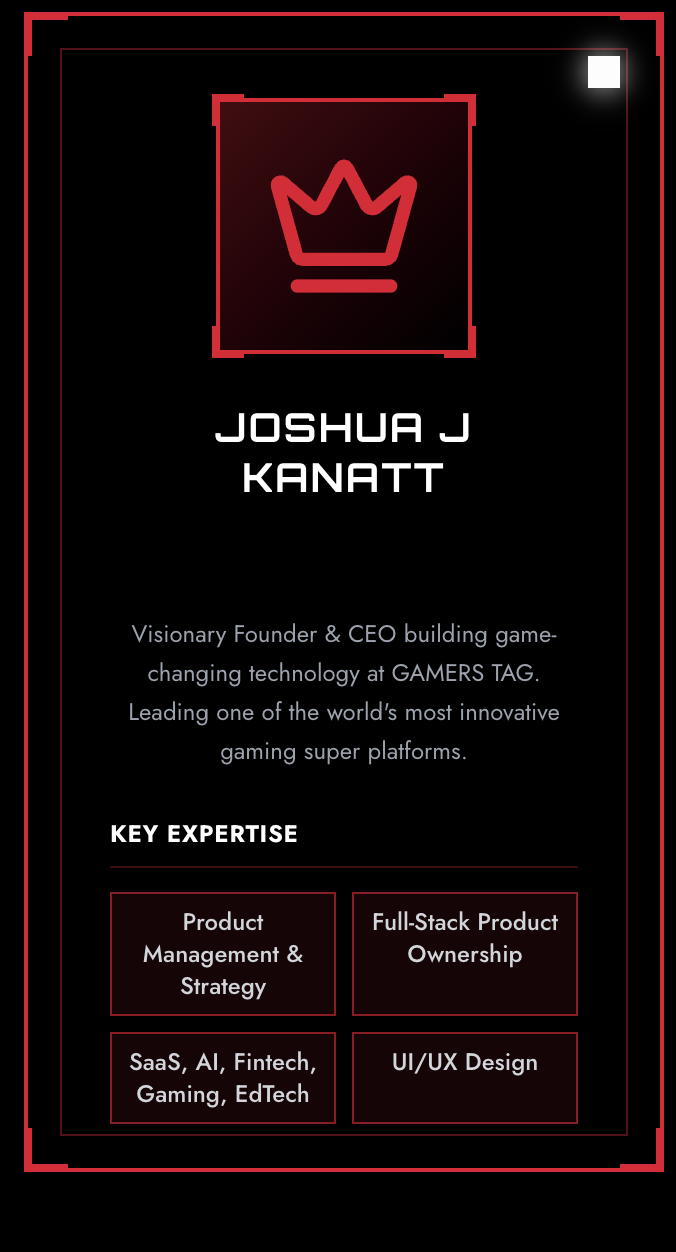 JOSHUA J
KANATT
Visionary Founder & CEO building game-
changing technology at GAMERS TAG.
Leading one of the world's most innovative
gaming super platforms.
KEY EXPERTISE
Product
Management &
Strategy
Full-Stack Product
Ownership
SaaS, AI, Fintech,
Gaming, EdTech
UI/UX Design